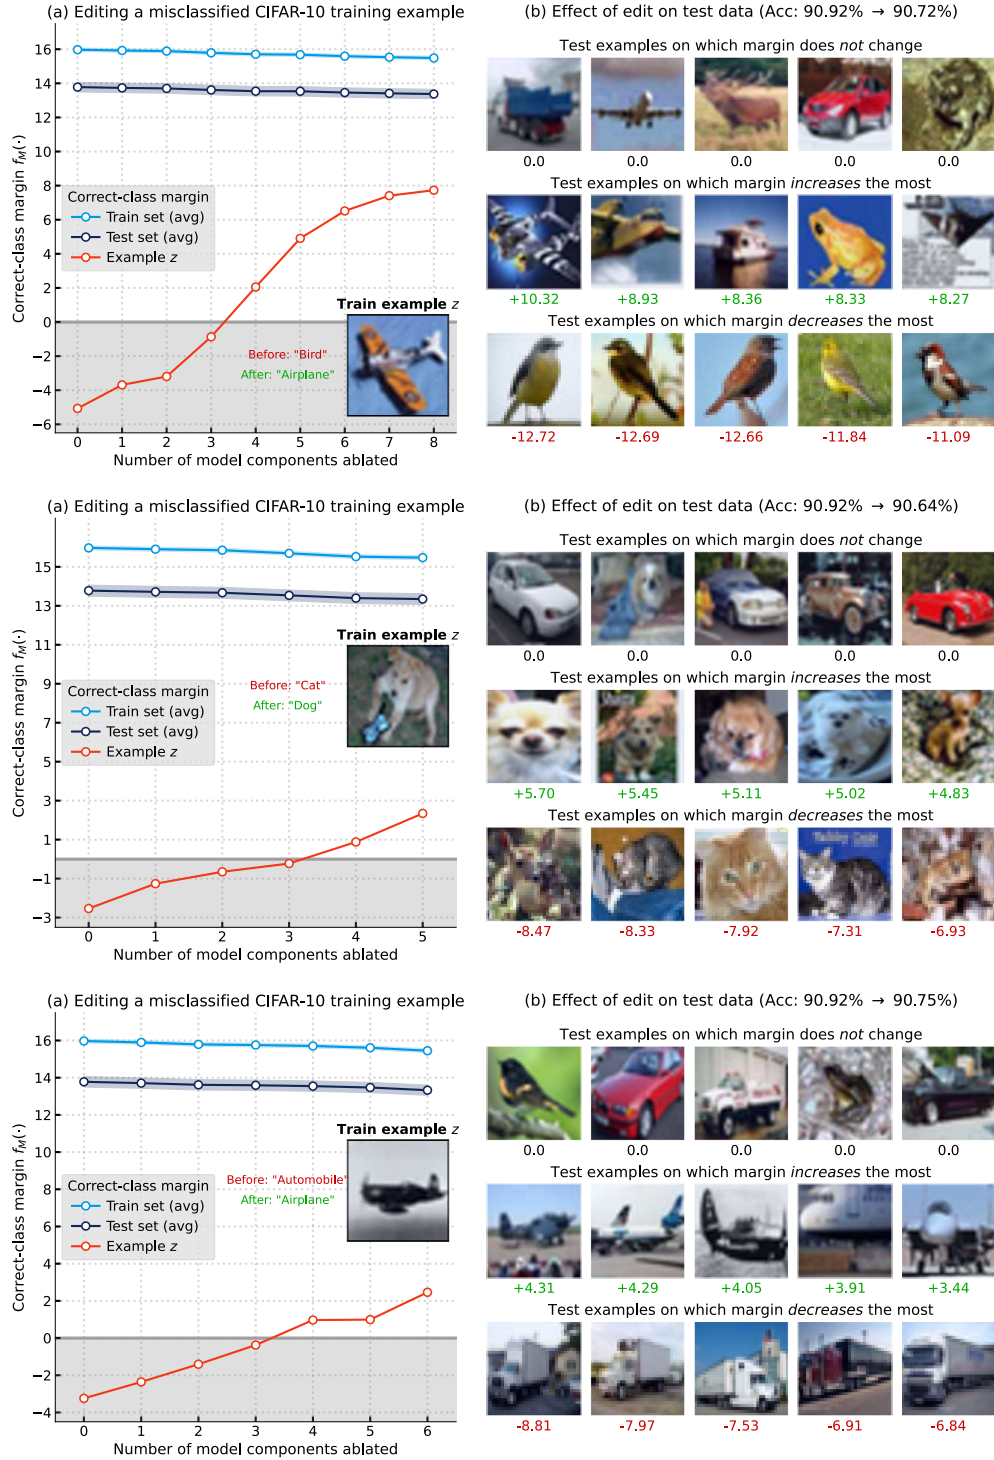 (a) Editing a misclassified CIFAR-10 training example
16
14
12
10
8
6
4
2
0
−2
−4
−6
Correct-class margin f_M(·)
Correct-class margin
Train set (avg)
Test set (avg)
Example z
Train example z
Before: "Bird"
After: "Airplane"
0 1 2 3 4 5 6 7 8
Number of model components ablated
(b) Effect of edit on test data (Acc: 90.92% → 90.72%)
Test examples on which margin does not change
0.0 0.0 0.0 0.0 0.0
Test examples on which margin increases the most
+10.32 +8.93 +8.36 +8.33 +8.27
Test examples on which margin decreases the most
-12.72 -12.69 -12.66 -11.84 -11.09
(a) Editing a misclassified CIFAR-10 training example
15
13
11
9
7
5
3
1
−1
−3
Correct-class margin f_M(·)
Train example z
Before: "Cat"
After: "Dog"
Correct-class margin
Train set (avg)
Test set (avg)
Example z
0 1 2 3 4 5
Number of model components ablated
(b) Effect of edit on test data (Acc: 90.92% → 90.64%)
Test examples on which margin does not change
0.0 0.0 0.0 0.0 0.0
Test examples on which margin increases the most
+5.70 +5.45 +5.11 +5.02 +4.83
Test examples on which margin decreases the most
-8.47 -8.33 -7.92 -7.31 -6.93
(a) Editing a misclassified CIFAR-10 training example
16
14
12
10
8
6
4
2
0
−2
−4
Correct-class margin f_M(·)
Train example z
Before: "Automobile"
After: "Airplane"
Correct-class margin
Train set (avg)
Test set (avg)
Example z
0 1 2 3 4 5 6
Number of model components ablated
(b) Effect of edit on test data (Acc: 90.92% → 90.75%)
Test examples on which margin does not change
0.0 0.0 0.0 0.0 0.0
Test examples on which margin increases the most
+4.31 +4.29 +4.05 +3.91 +3.44
Test examples on which margin decreases the most
-8.81 -7.97 -7.53 -6.91 -6.84